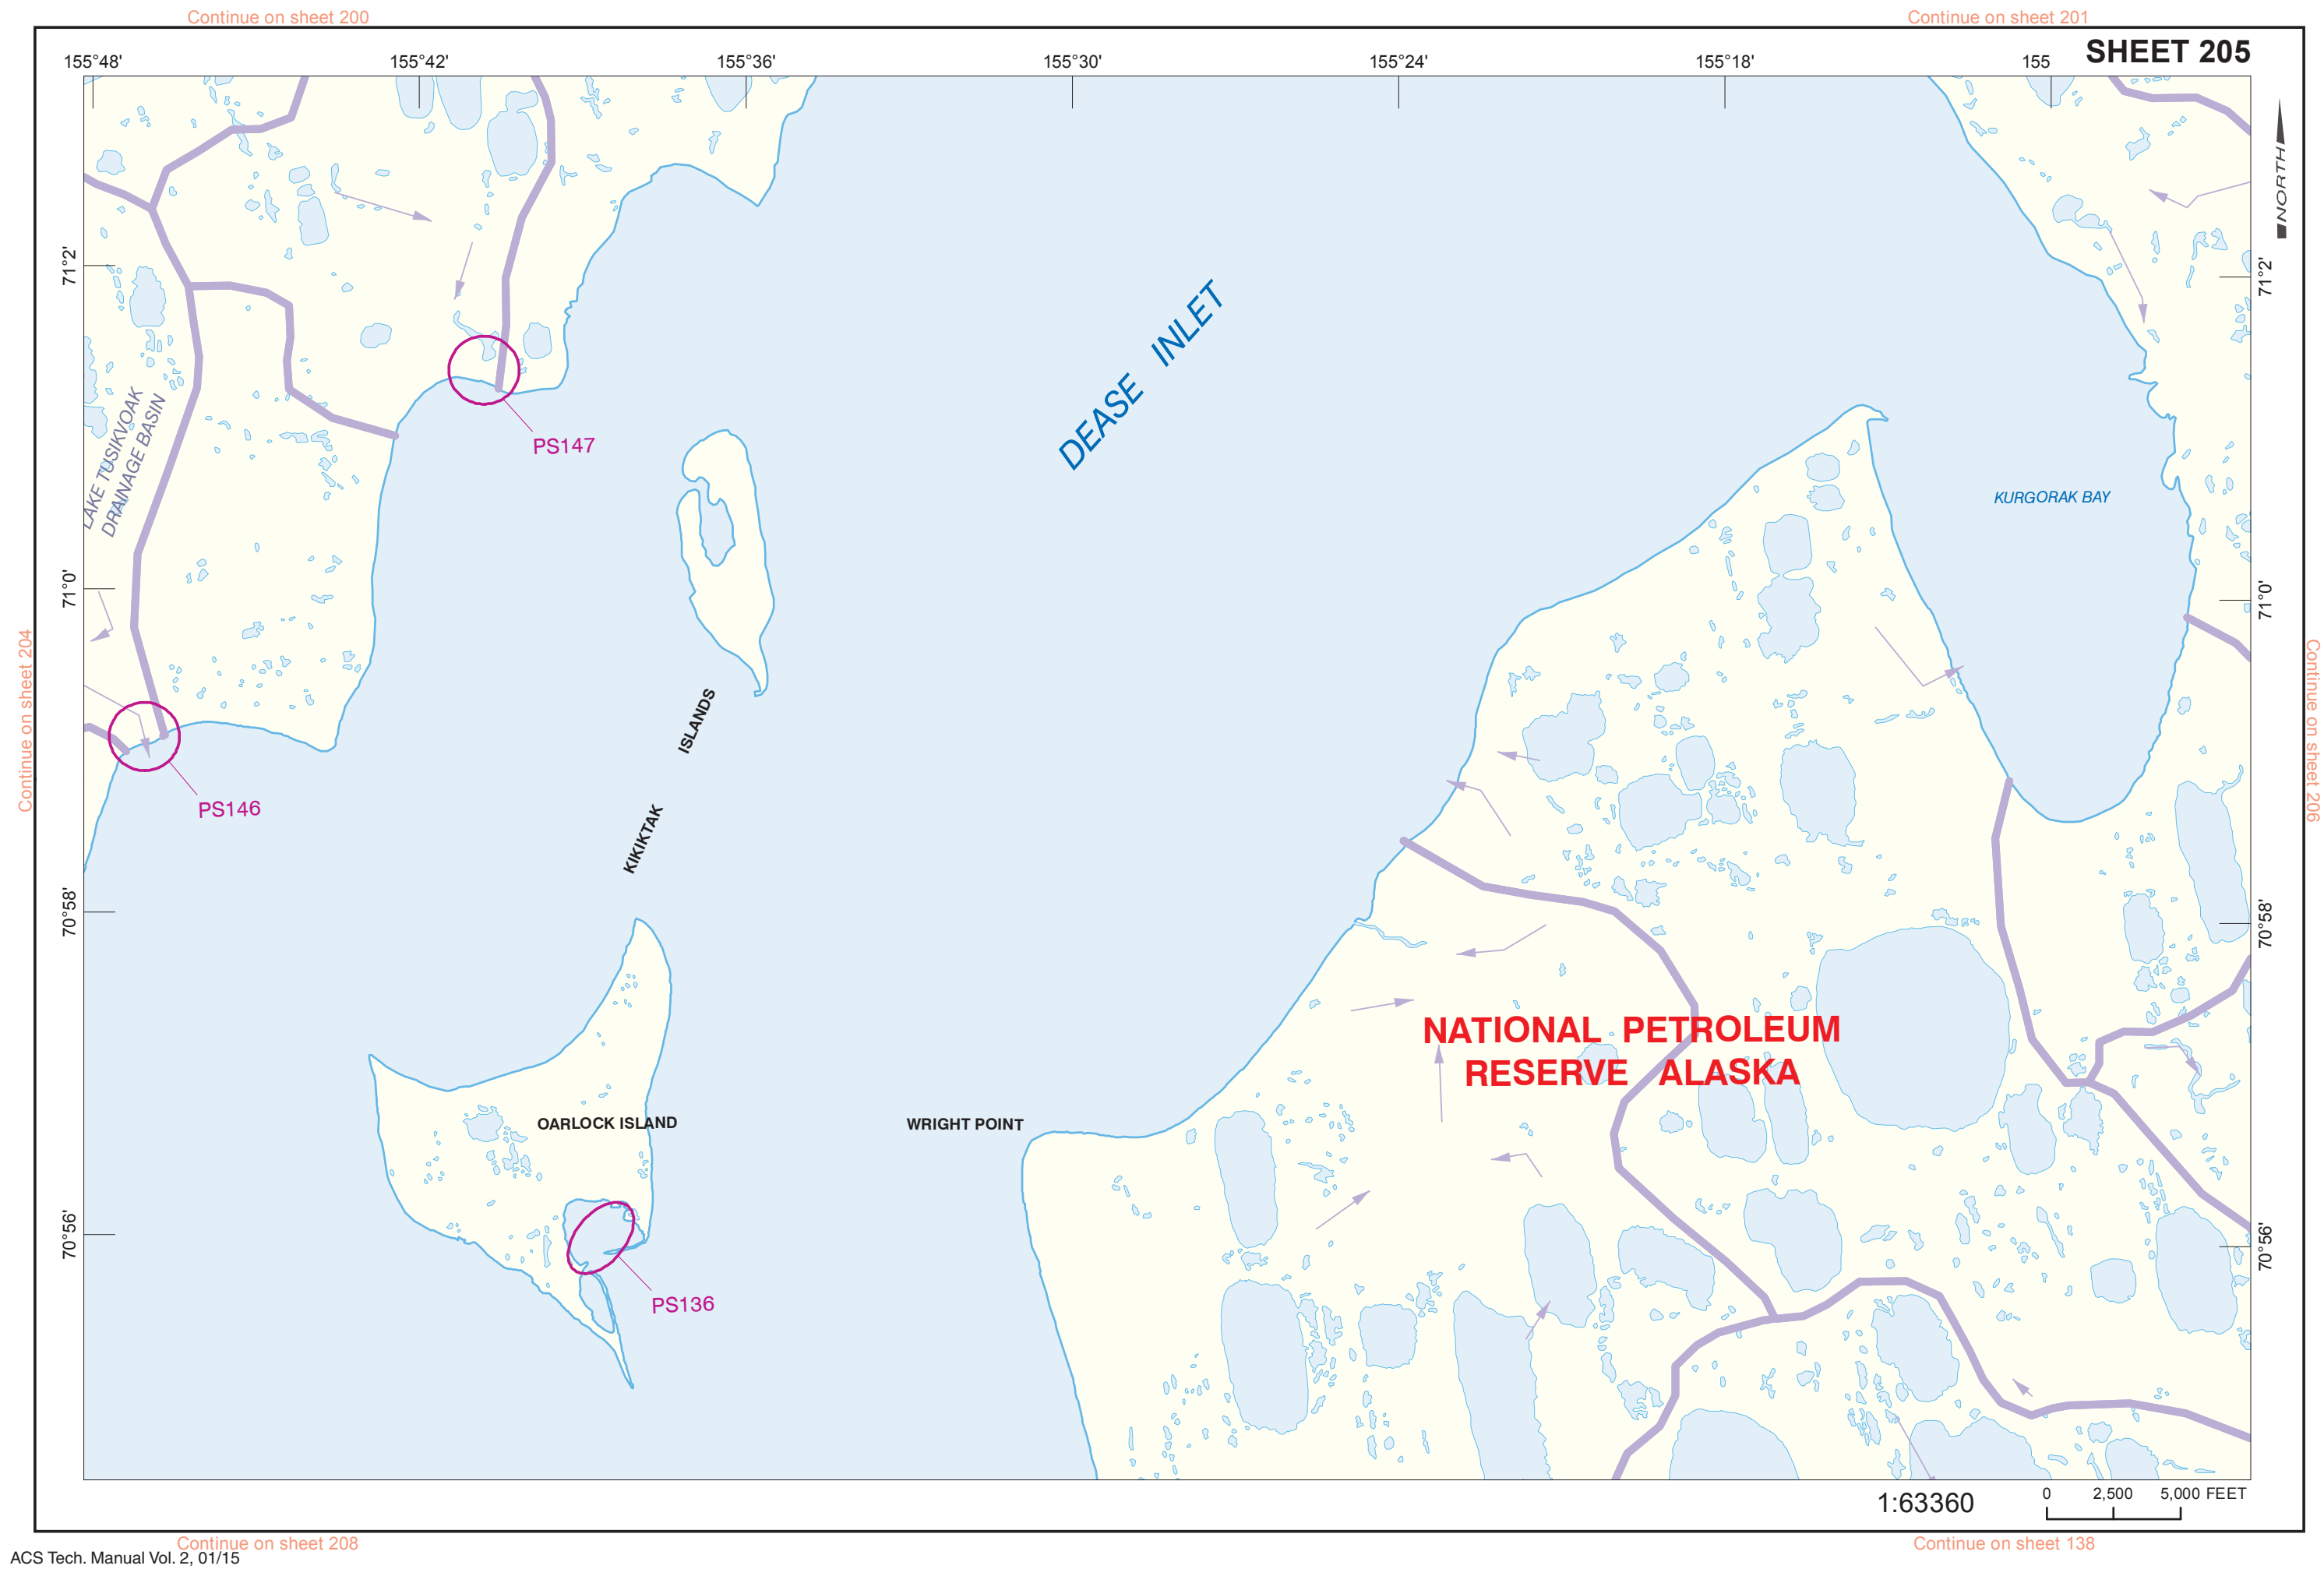 Continue on sheet 200
Continue on sheet 201
SHEET 205
155°48'
155°42'
155°36'
155°30'
155°24'
155°18'
155
NORTH
71°2'
71°2'
DEASE INLET
LAKE TUSIKVOAK
DRAINAGE BASIN
PS147
KURGORAK BAY
71°0'
71°0'
Continue on sheet 204
Continue on sheet 206
KIKIKTAK ISLANDS
PS146
70°58'
70°58'
NATIONAL PETROLEUM
RESERVE ALASKA
OARLOCK ISLAND
WRIGHT POINT
70°56'
70°56'
PS136
1:63360
0 2,500 5,000 FEET
Continue on sheet 208
Continue on sheet 138
ACS Tech. Manual Vol. 2, 01/15